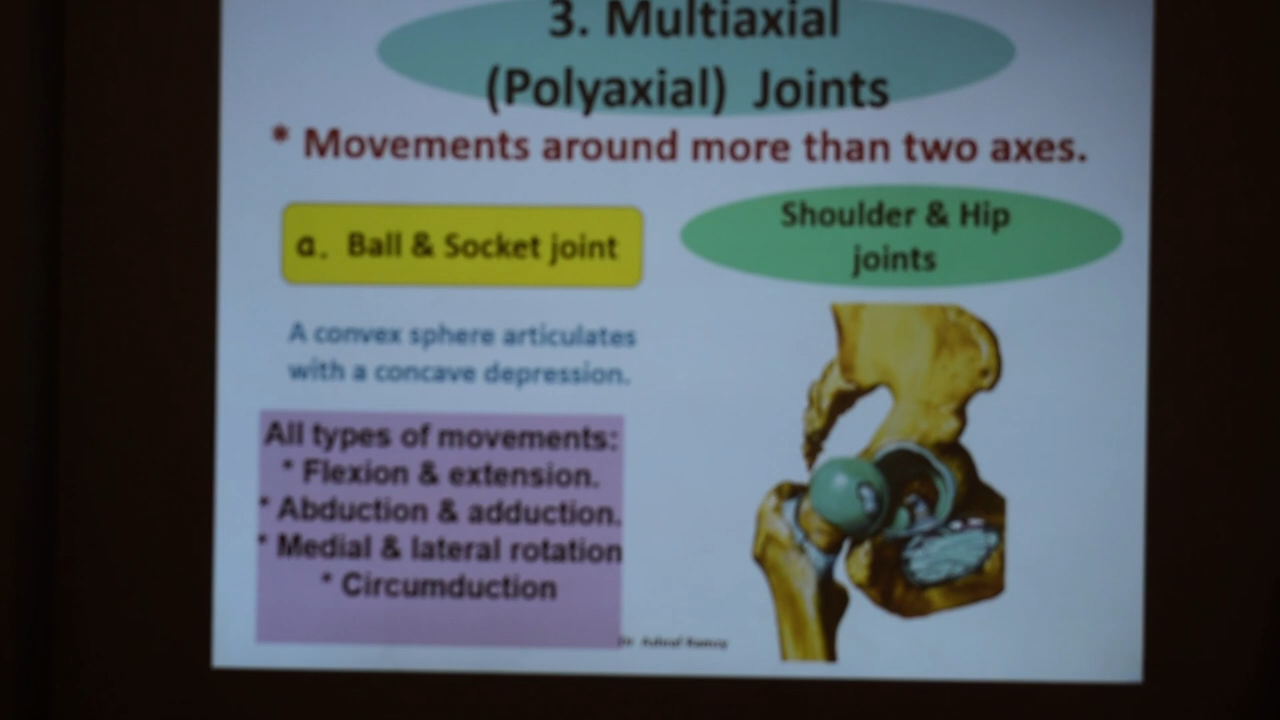 3. Multiaxial
(Polyaxial) Joints
* Movements around more than two axes.
a. Ball & Socket joint
Shoulder & Hip
joints
A convex sphere articulates
with a concave depression.
All types of movements:
* Flexion & extension.
* Abduction & adduction.
* Medial & lateral rotation
* Circumduction